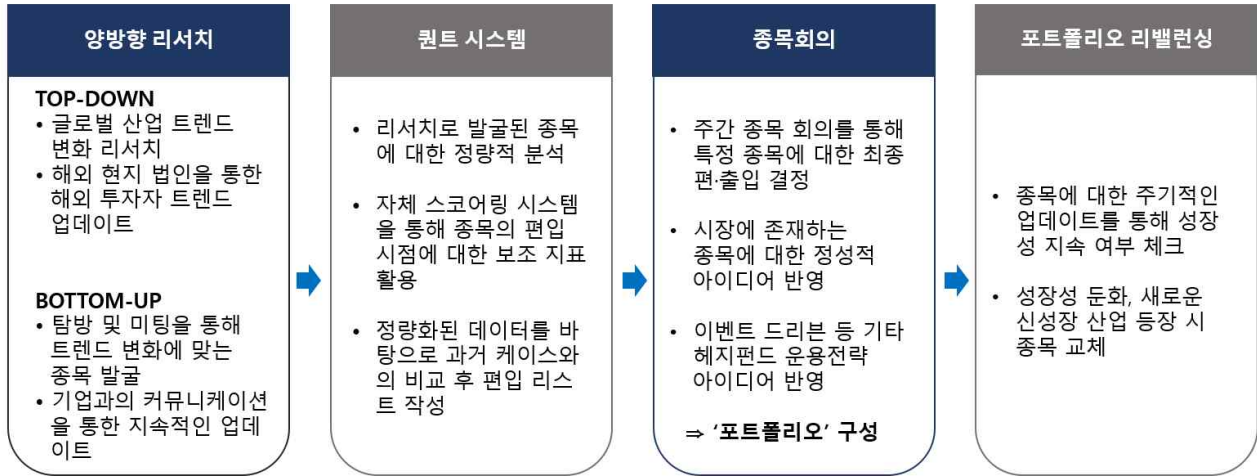 양방향 리서치
TOP-DOWN
• 글로벌 산업 트렌드
변화 리서치
• 해외 현지 법인을 통한
해외 투자자 트렌드
업데이트
BOTTOM-UP
• 탐방 및 미팅을 통해
트렌드 변화에 맞는
종목 발굴
• 기업과의 커뮤니케이션
을 통한 지속적인 업데
이트
퀀트 시스템
• 리서치로 발굴된 종목
에 대한 정량적 분석
• 자체 스코어링 시스템
을 통해 종목의 편입
시점에 대한 보조 지표
활용
• 정량화된 데이터를 바
탕으로 과거 케이스와
의 비교 후 편입 리스
트 작성
종목회의
• 주간 종목 회의를 통해
특정 종목에 대한 최종
편·출입 결정
• 시장에 존재하는
종목에 대한 정성적
아이디어 반영
• 이벤트 드리븐 등 기타
헤지펀드 운용전략
아이디어 반영
⇒ ‘포트폴리오’ 구성
포트폴리오 리밸런싱
• 종목에 대한 주기적인
업데이트를 통해 성장
성 지속 여부 체크
• 성장성 둔화, 새로운
신성장 산업 등장 시
종목 교체